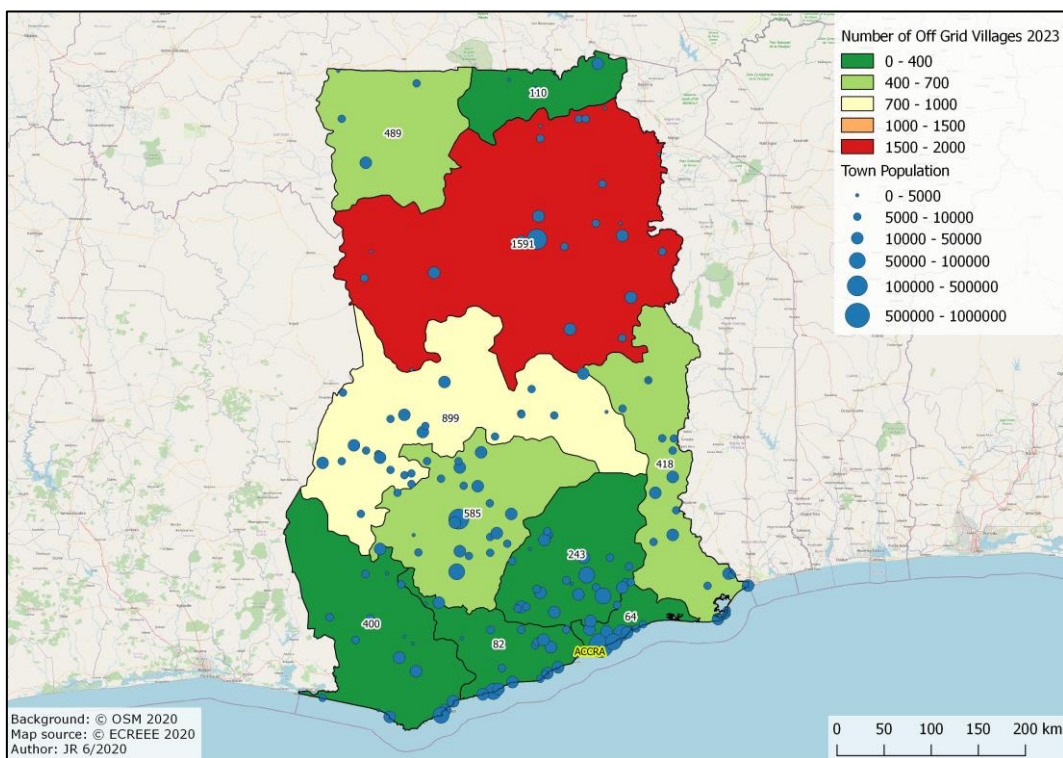 Number of Off Grid Villages 2023
0 - 400
400 - 700
700 - 1000
1000 - 1500
1500 - 2000
Town Population
0 - 5000
5000 - 10000
10000 - 50000
50000 - 100000
100000 - 500000
500000 - 1000000
110
489
1591
899
418
585
243
64
400
82
ACCRA
Background: © OSM 2020
Map source: © ECREEE 2020
Author: JR 6/2020
0 50 100 150 200 km